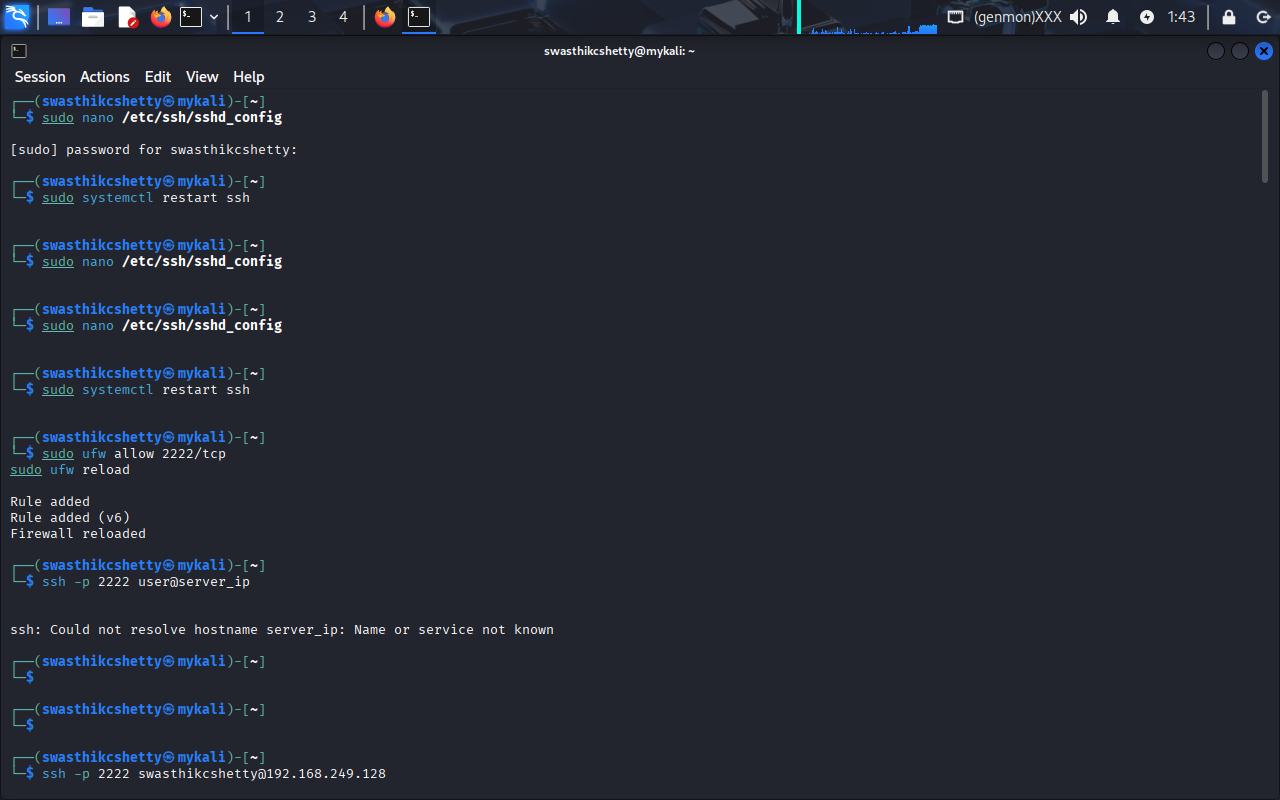 1 2 3 4 (genmon)XXX 1:43
swasthikcshetty@mykali: ~
Session Actions Edit View Help
┌──(swasthikcshetty㉿mykali)-[~]
└─$ sudo nano /etc/ssh/sshd_config
[sudo] password for swasthikcshetty:
┌──(swasthikcshetty㉿mykali)-[~]
└─$ sudo systemctl restart ssh
┌──(swasthikcshetty㉿mykali)-[~]
└─$ sudo nano /etc/ssh/sshd_config
┌──(swasthikcshetty㉿mykali)-[~]
└─$ sudo nano /etc/ssh/sshd_config
┌──(swasthikcshetty㉿mykali)-[~]
└─$ sudo systemctl restart ssh
┌──(swasthikcshetty㉿mykali)-[~]
└─$ sudo ufw allow 2222/tcp
sudo ufw reload
Rule added
Rule added (v6)
Firewall reloaded
┌──(swasthikcshetty㉿mykali)-[~]
└─$ ssh -p 2222 user@server_ip
ssh: Could not resolve hostname server_ip: Name or service not known
┌──(swasthikcshetty㉿mykali)-[~]
└─$
┌──(swasthikcshetty㉿mykali)-[~]
└─$
┌──(swasthikcshetty㉿mykali)-[~]
└─$ ssh -p 2222 swasthikcshetty@192.168.249.128